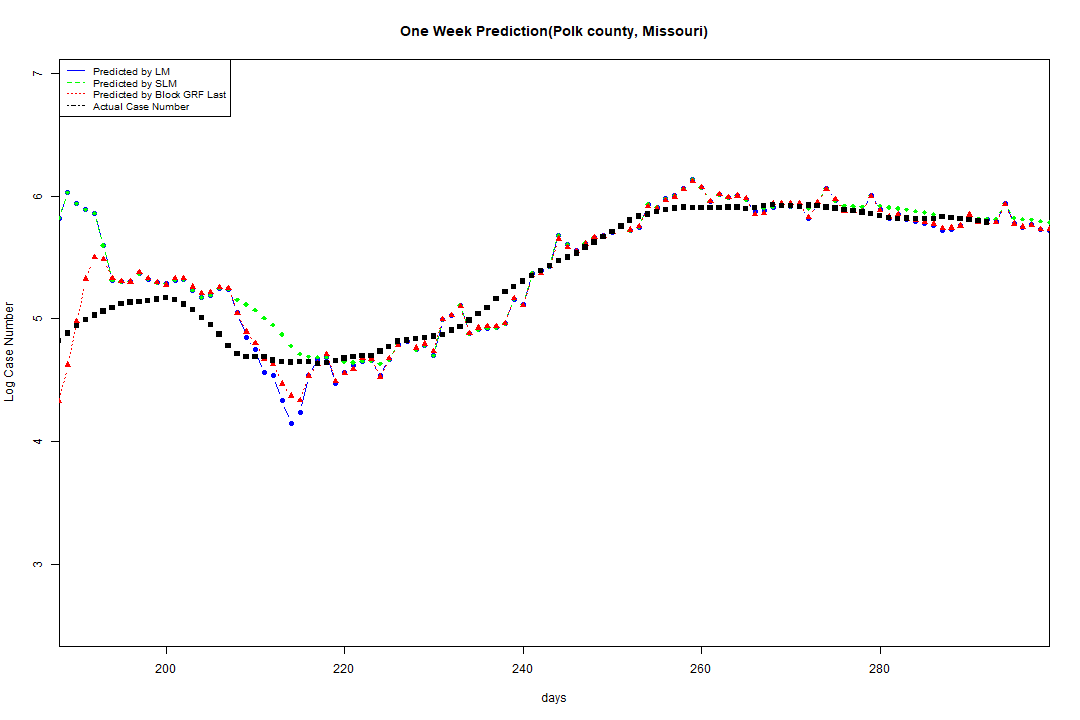 One Week Prediction(Polk county, Missouri)
Predicted by LM
Predicted by SLM
Predicted by Block GRF Last
Actual Case Number
Log Case Number
7
6
5
4
3
200 220 240 260 280
days